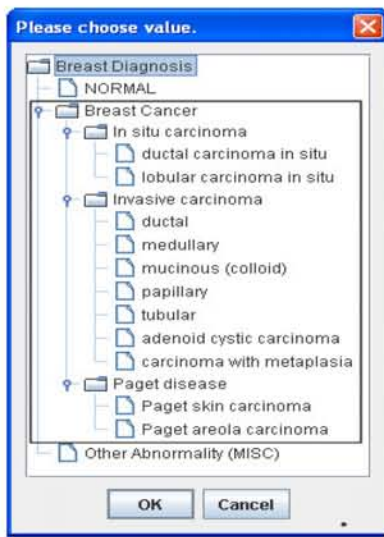 Please choose value.
Breast Diagnosis
NORMAL
Breast Cancer
In situ carcinoma
ductal carcinoma in situ
lobular carcinoma in situ
Invasive carcinoma
ductal
medullary
mucinous (colloid)
papillary
tubular
adenoid cystic carcinoma
carcinoma with metaplasia
Paget disease
Paget skin carcinoma
Paget areola carcinoma
Other Abnormality (MISC)
OK Cancel